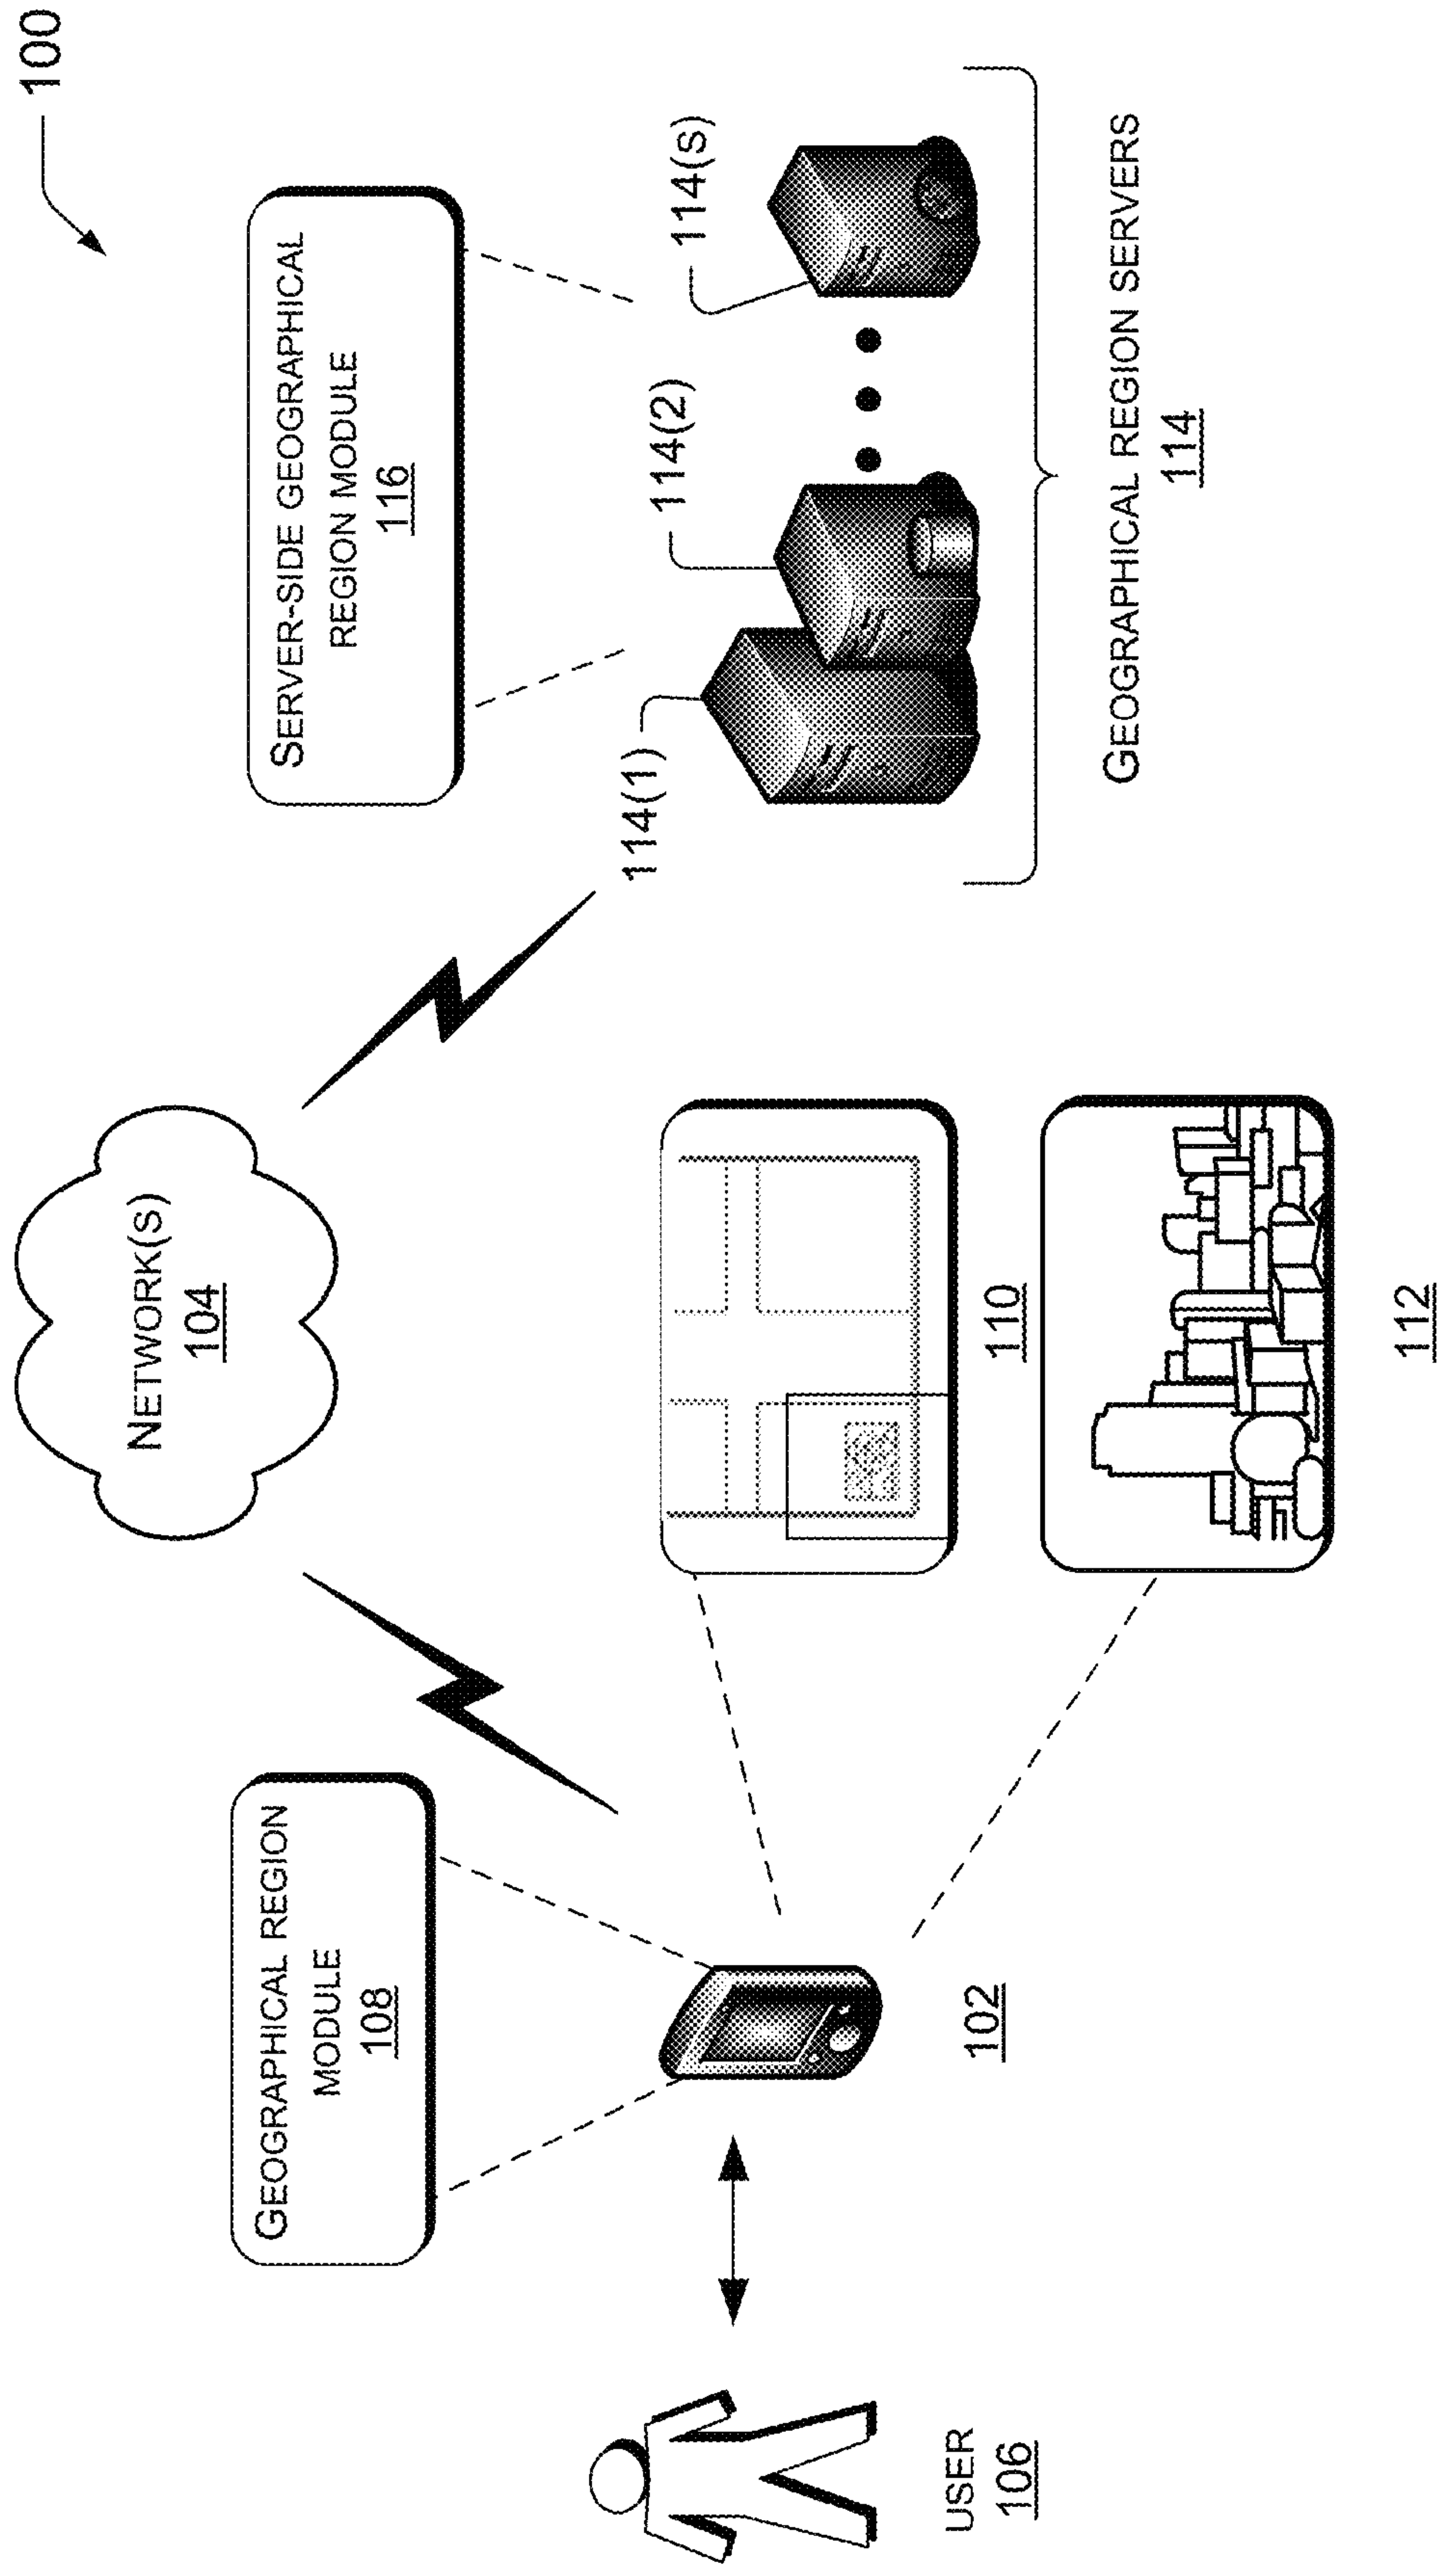 100
NETWORK(S)
104
SERVER-SIDE GEOGRAPHICAL
REGION MODULE
116
GEOGRAPHICAL REGION
MODULE
108
114(1)
114(2)
114(S)
GEOGRAPHICAL REGION SERVERS
114
110
112
102
USER
106